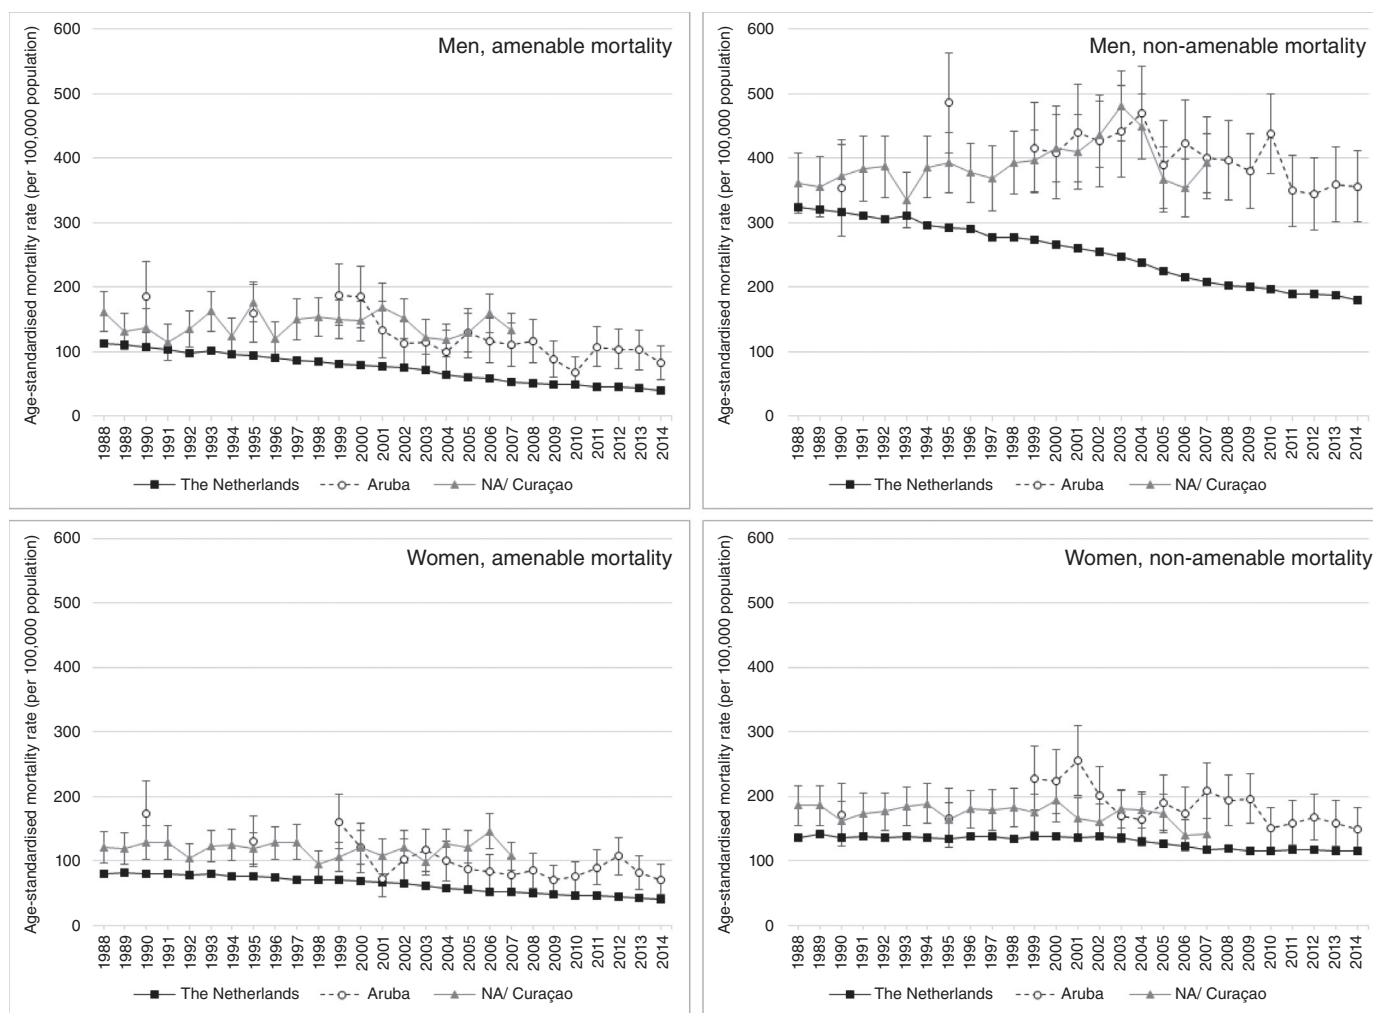 Men, amenable mortality
Age-standardised mortality rate (per 100,000 population)
600
500
400
300
200
100
0
1988 1989 1990 1991 1992 1993 1994 1995 1996 1997 1998 1999 2000 2001 2002 2003 2004 2005 2006 2007 2008 2009 2010 2011 2012 2013 2014
The Netherlands Aruba NA/ Curaçao
Men, non-amenable mortality
Age-standardised mortality rate (per 100,000 population)
600
500
400
300
200
100
0
1988 1989 1990 1991 1992 1993 1994 1995 1996 1997 1998 1999 2000 2001 2002 2003 2004 2005 2006 2007 2008 2009 2010 2011 2012 2013 2014
The Netherlands Aruba NA/ Curaçao
Women, amenable mortality
Age-standardised mortality rate (per 100,000 population)
600
500
400
300
200
100
0
1988 1989 1990 1991 1992 1993 1994 1995 1996 1997 1998 1999 2000 2001 2002 2003 2004 2005 2006 2007 2008 2009 2010 2011 2012 2013 2014
The Netherlands Aruba NA/ Curaçao
Women, non-amenable mortality
Age-standardised mortality rate (per 100,000 population)
600
500
400
300
200
100
0
1988 1989 1990 1991 1992 1993 1994 1995 1996 1997 1998 1999 2000 2001 2002 2003 2004 2005 2006 2007 2008 2009 2010 2011 2012 2013 2014
The Netherlands Aruba NA/ Curaçao